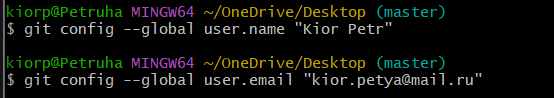 kiorp@Petruha MINGW64 ~/OneDrive/Desktop (master)
$ git config --global user.name "Kior Petr"
kiorp@Petruha MINGW64 ~/OneDrive/Desktop (master)
$ git config --global user.email "kior.petya@mail.ru"